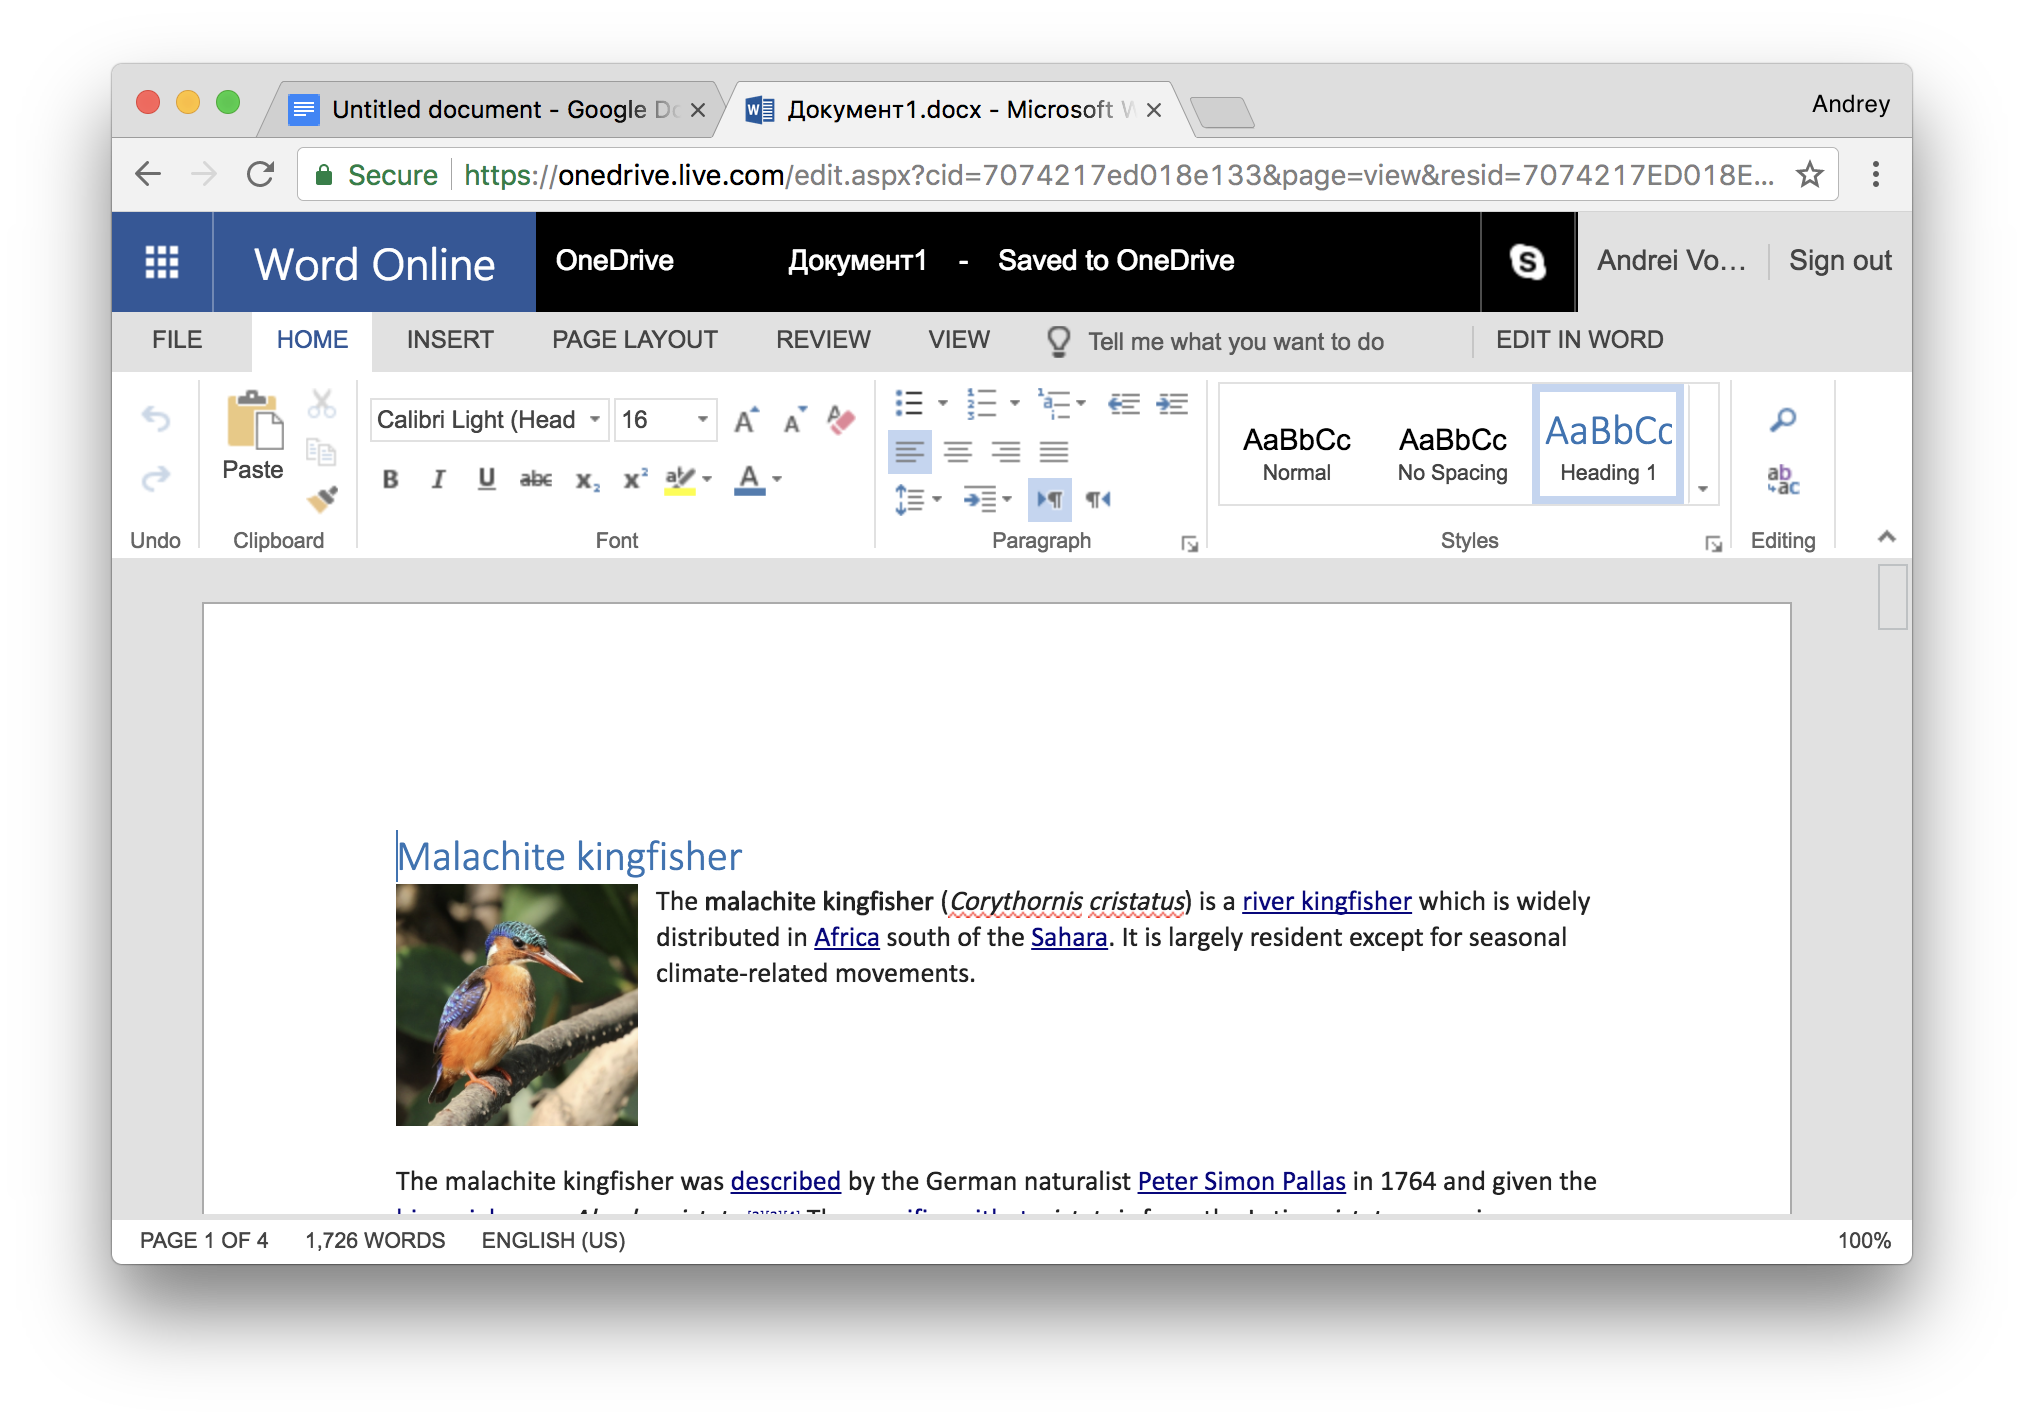 Untitled document - Google Dc
Документ1.docx - Microsoft W
Andrey
Secure https://onedrive.live.com/edit.aspx?cid=7074217ed018e133&page=view&resid=7074217ED018E...
Word Online OneDrive Документ1 - Saved to OneDrive Andrei Vo... Sign out
FILE HOME INSERT PAGE LAYOUT REVIEW VIEW Tell me what you want to do EDIT IN WORD
Paste
Calibri Light (Head 16
B I U abc x₂ x² ab A
AaBbCc AaBbCc AaBbCc
Normal No Spacing Heading 1
ab
ac
Undo Clipboard Font Paragraph Styles Editing
Malachite kingfisher
The malachite kingfisher (Corythornis cristatus) is a river kingfisher which is widely
distributed in Africa south of the Sahara. It is largely resident except for seasonal
climate-related movements.
The malachite kingfisher was described by the German naturalist Peter Simon Pallas in 1764 and given the
PAGE 1 OF 4 1,726 WORDS ENGLISH (US) 100%